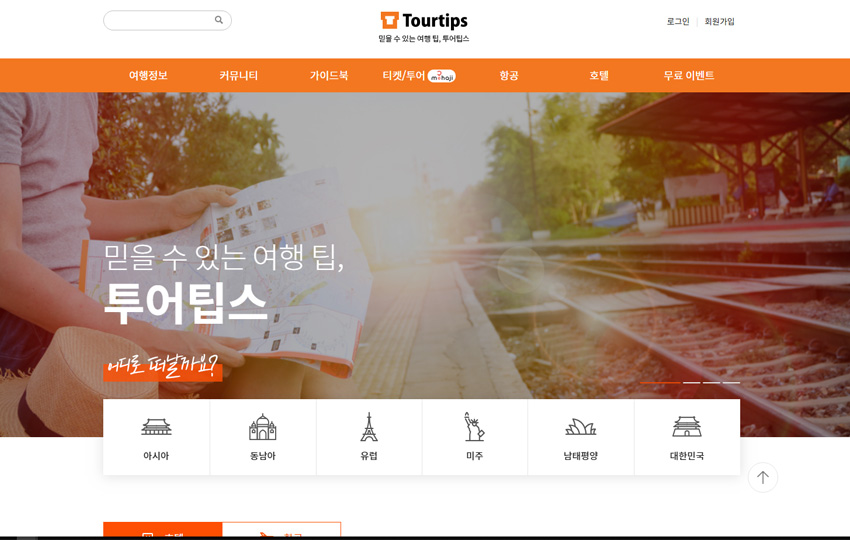 Tourtips
믿을 수 있는 여행 팁, 투어팁스
로그인 | 회원가입
여행정보 커뮤니티 가이드북 티켓/투어 mohaji 항공 호텔 무료 이벤트
믿을 수 있는 여행 팁,
투어팁스
어디로 떠날까요?
아시아 동남아 유럽 미주 남태평양 대한민국